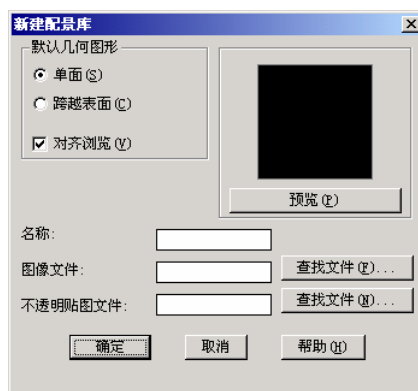 新建配景库
默认几何图形
单面(S)
跨越表面(C)
对齐浏览(V)
预览(P)
名称:
图像文件: 查找文件(F)...
不透明贴图文件: 查找文件(N)...
确定 取消 帮助(H)